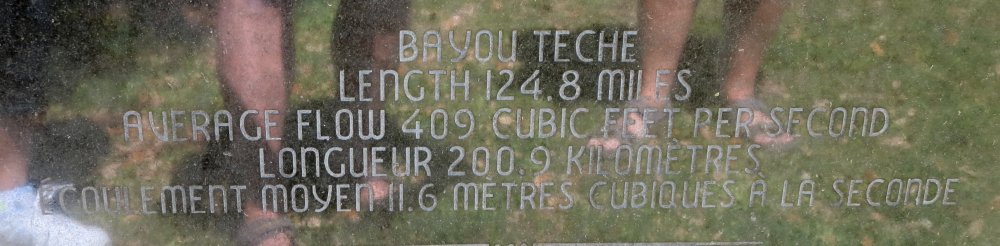 BAYOU TECHE
LENGTH 124.8 MILES
AVERAGE FLOW 409 CUBIC FEET PER SECOND
LONGUEUR 200.9 KILOMÈTRES
ÉCOULEMENT MOYEN 11.6 MÈTRES CUBIQUES À LA SECONDE